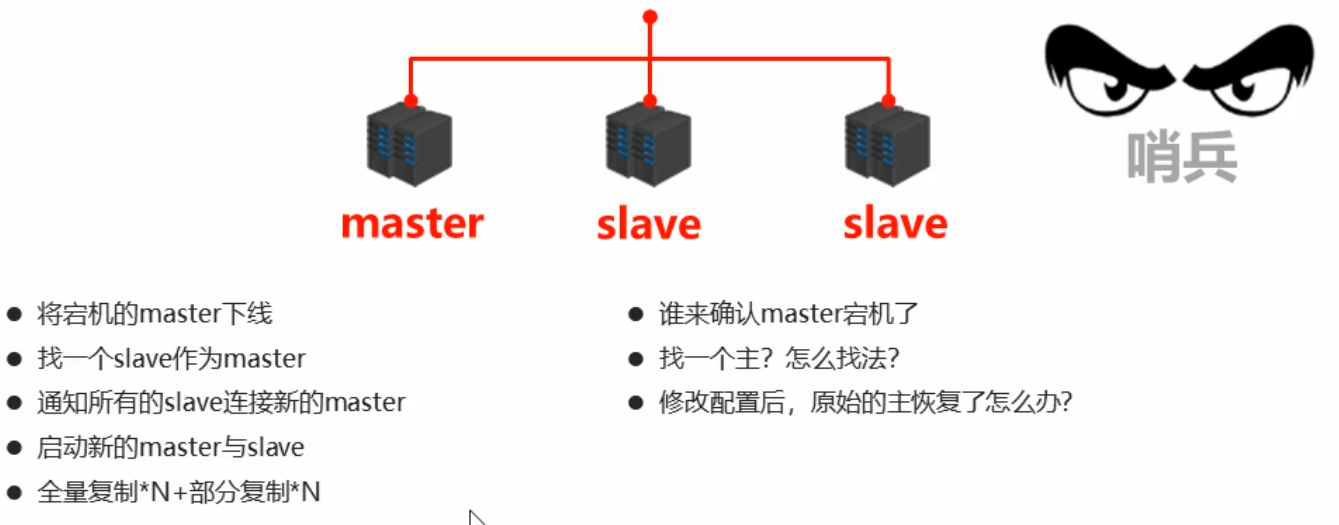 哨兵
master
slave
slave
将宕机的master下线
找一个slave作为master
通知所有的slave连接新的master
启动新的master与slave
全量复制*N+部分复制*N
谁来确认master宕机了
找一个主？怎么找法？
修改配置后，原始的主恢复了怎么办?